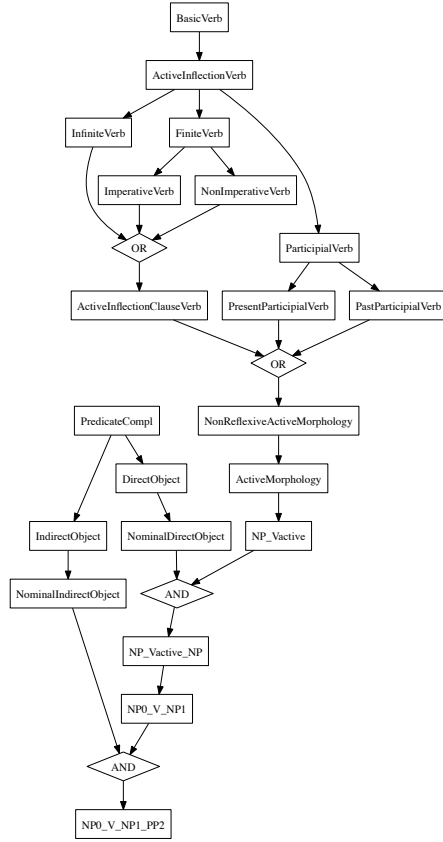 BasicVerb
ActiveInflectionVerb
InfiniteVerb
FiniteVerb
ImperativeVerb
NonImperativeVerb
OR
ParticipialVerb
ActiveInflectionClauseVerb
PresentParticipialVerb
PastParticipialVerb
OR
PredicateCompl
NonReflexiveActiveMorphology
DirectObject
ActiveMorphology
IndirectObject
NominalDirectObject
NP_Vactive
NominalIndirectObject
AND
NP_Vactive_NP
NP0_V_NP1
AND
NP0_V_NP1_PP2